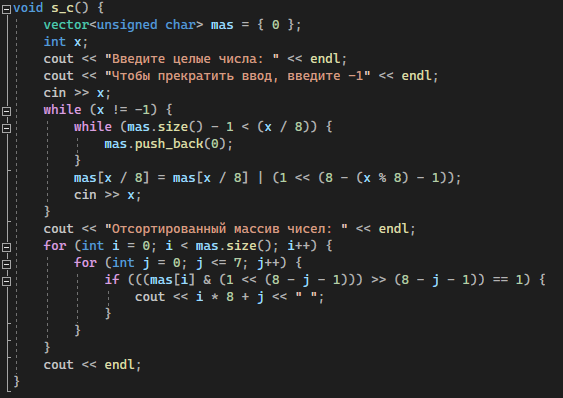 void s_c() {
    vector<unsigned char> mas = { 0 };
    int x;
    cout << "Введите целые числа: " << endl;
    cout << "Чтобы прекратить ввод, введите -1" << endl;
    cin >> x;
    while (x != -1) {
        while (mas.size() - 1 < (x / 8)) {
            mas.push_back(0);
        }
        mas[x / 8] = mas[x / 8] | (1 << (8 - (x % 8) - 1));
        cin >> x;
    }
    cout << "Отсортированный массив чисел: " << endl;
    for (int i = 0; i < mas.size(); i++) {
        for (int j = 0; j <= 7; j++) {
            if (((mas[i] & (1 << (8 - j - 1))) >> (8 - j - 1)) == 1) {
                cout << i * 8 + j << " ";
            }
        }
    }
    cout << endl;
}